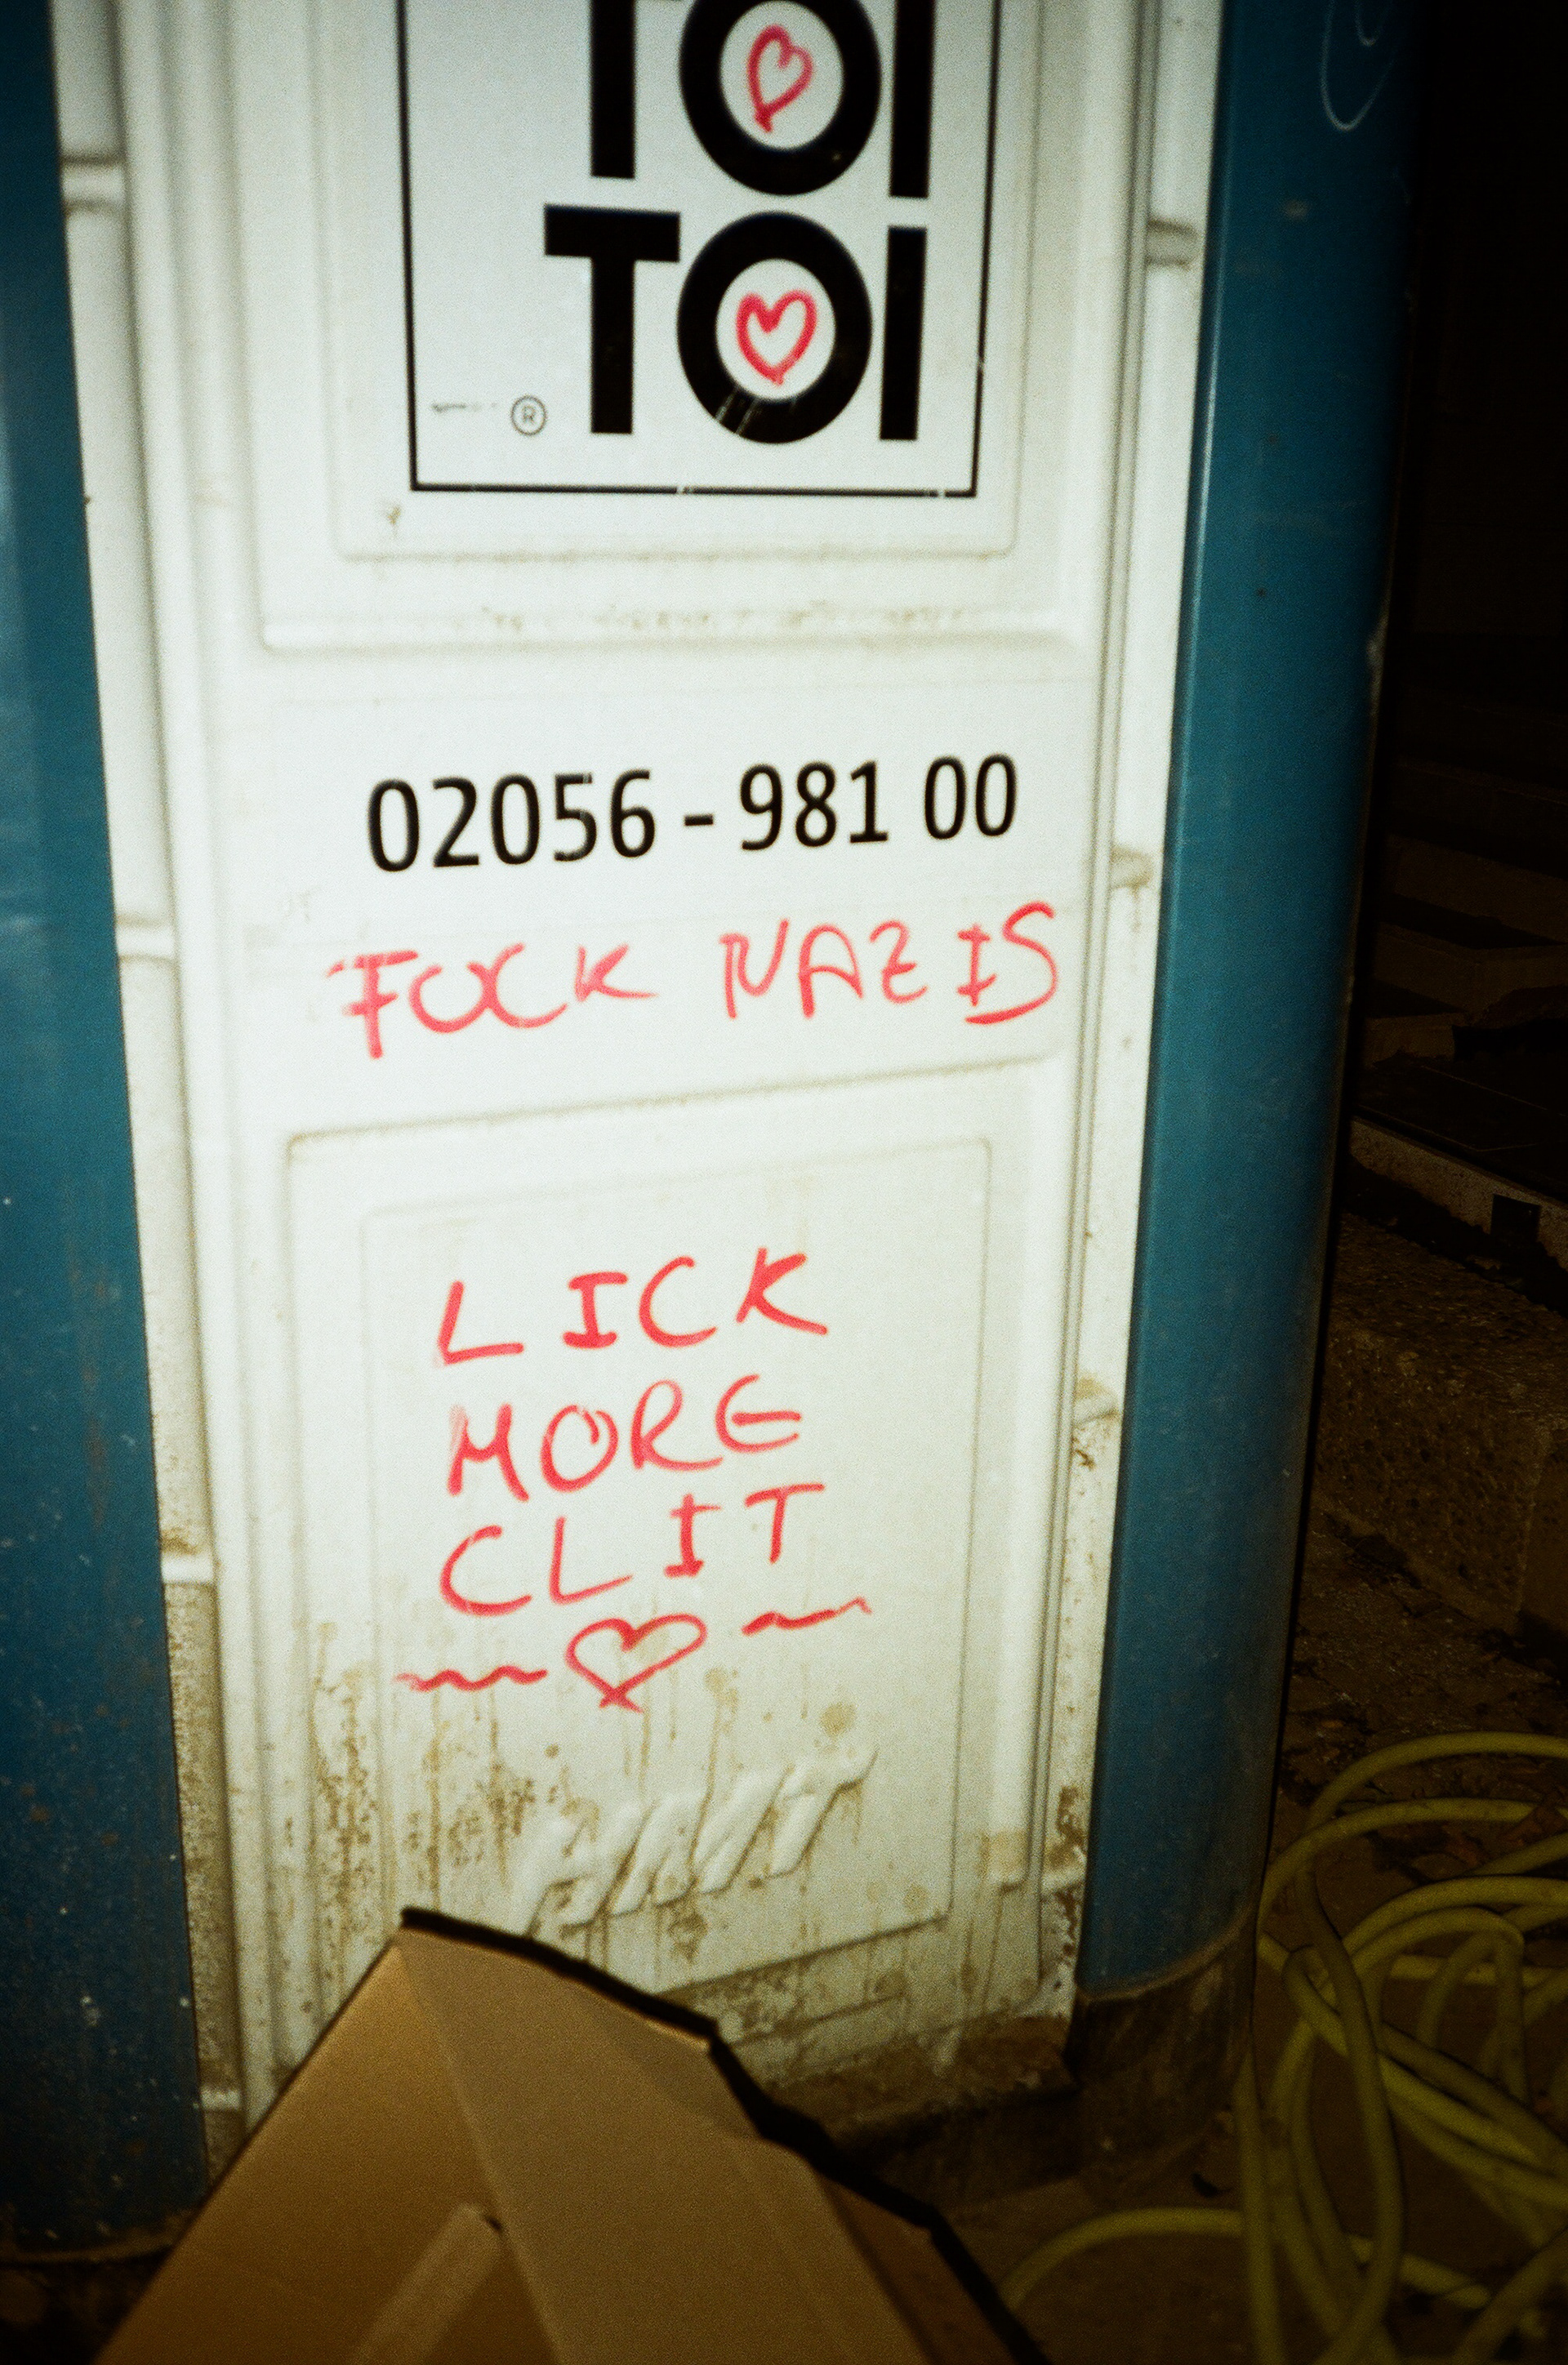 TOI
TOI
®
02056 - 981 00
FUCK NAZIS
LICK
MORE
CLIT